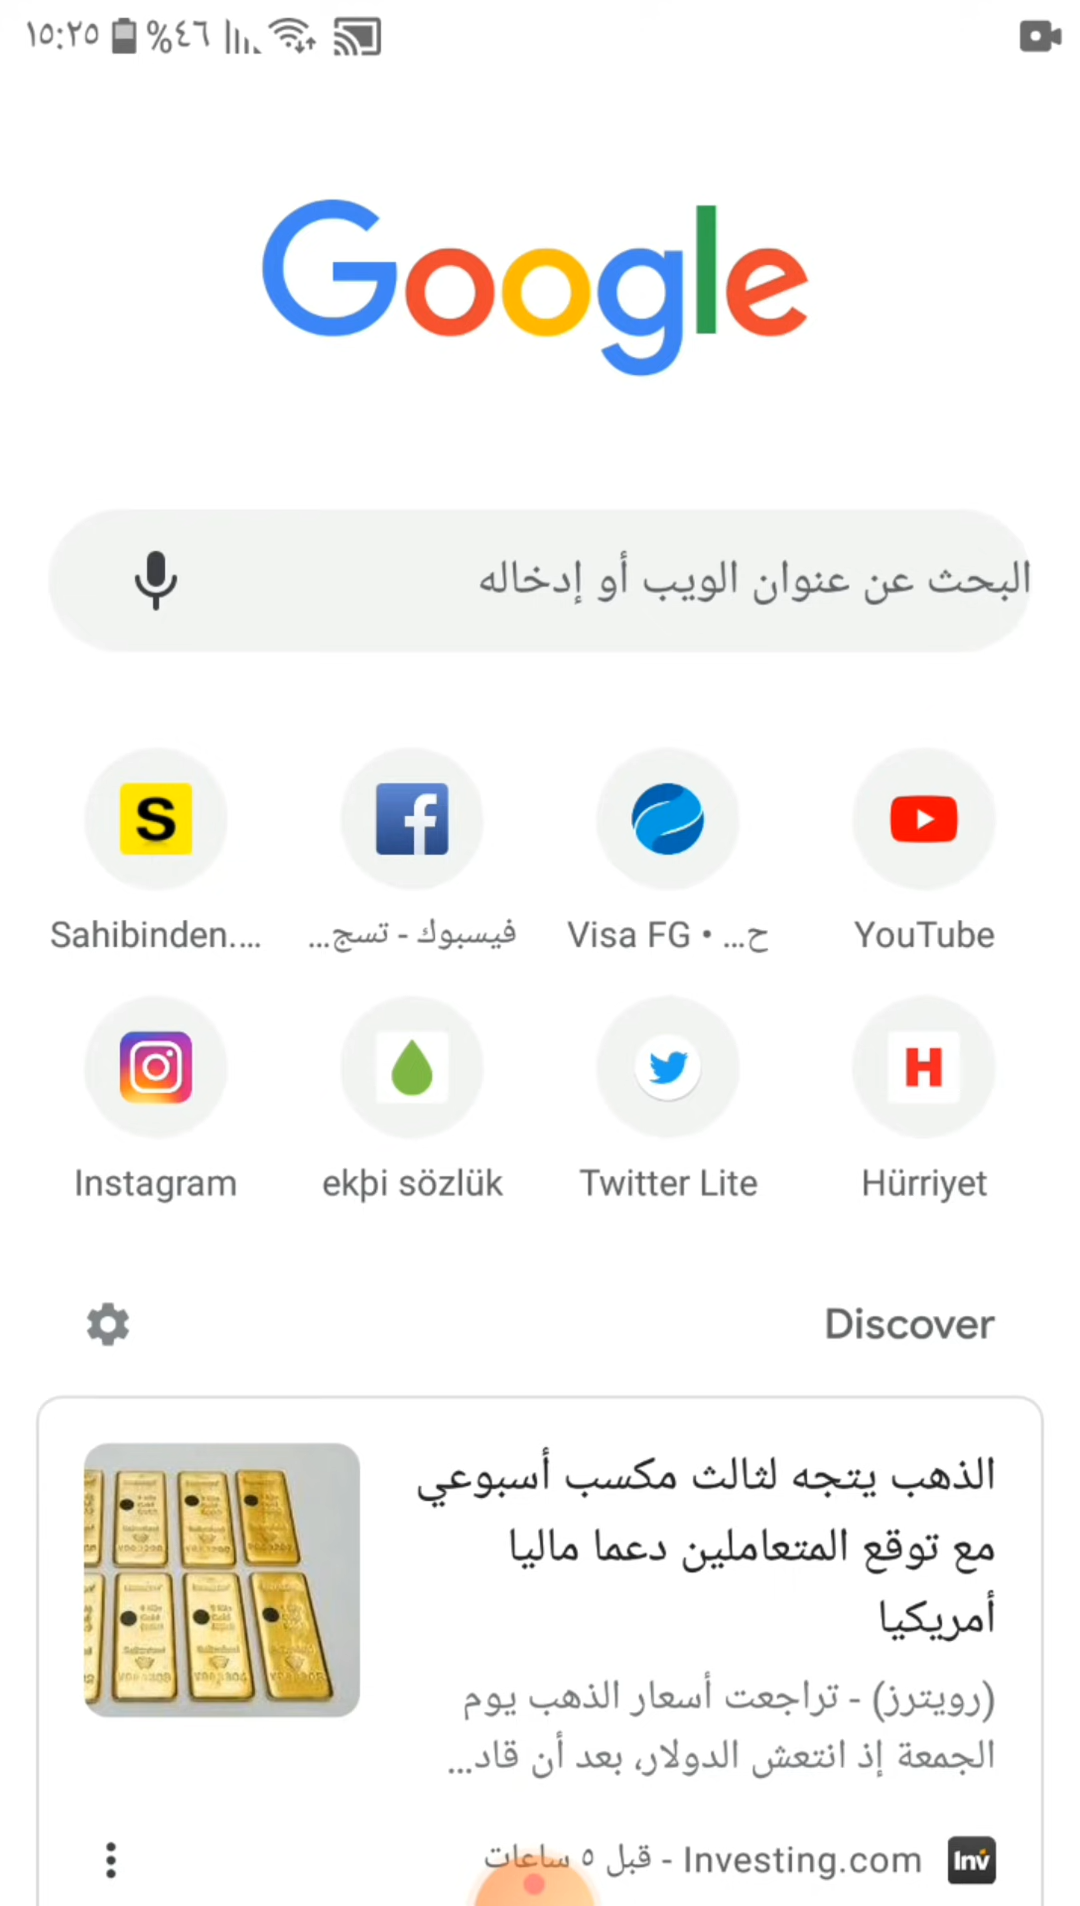 ١٥:٢٥ %٤٦
Google
البحث عن عنوان الويب أو إدخاله
Sahibinden....
فيسبوك - تسج...
Visa FG • ح...
YouTube
Instagram
ekþi sözlük
Twitter Lite
Hürriyet
Discover
الذهب يتجه لثالث مكسب أسبوعي
مع توقع المتعاملين دعما ماليا
أمريكيا
(رويترز) - تراجعت أسعار الذهب يوم
الجمعة إذ انتعش الدولار، بعد أن قاد...
Investing.com - قبل ٥ ساعات
Inv